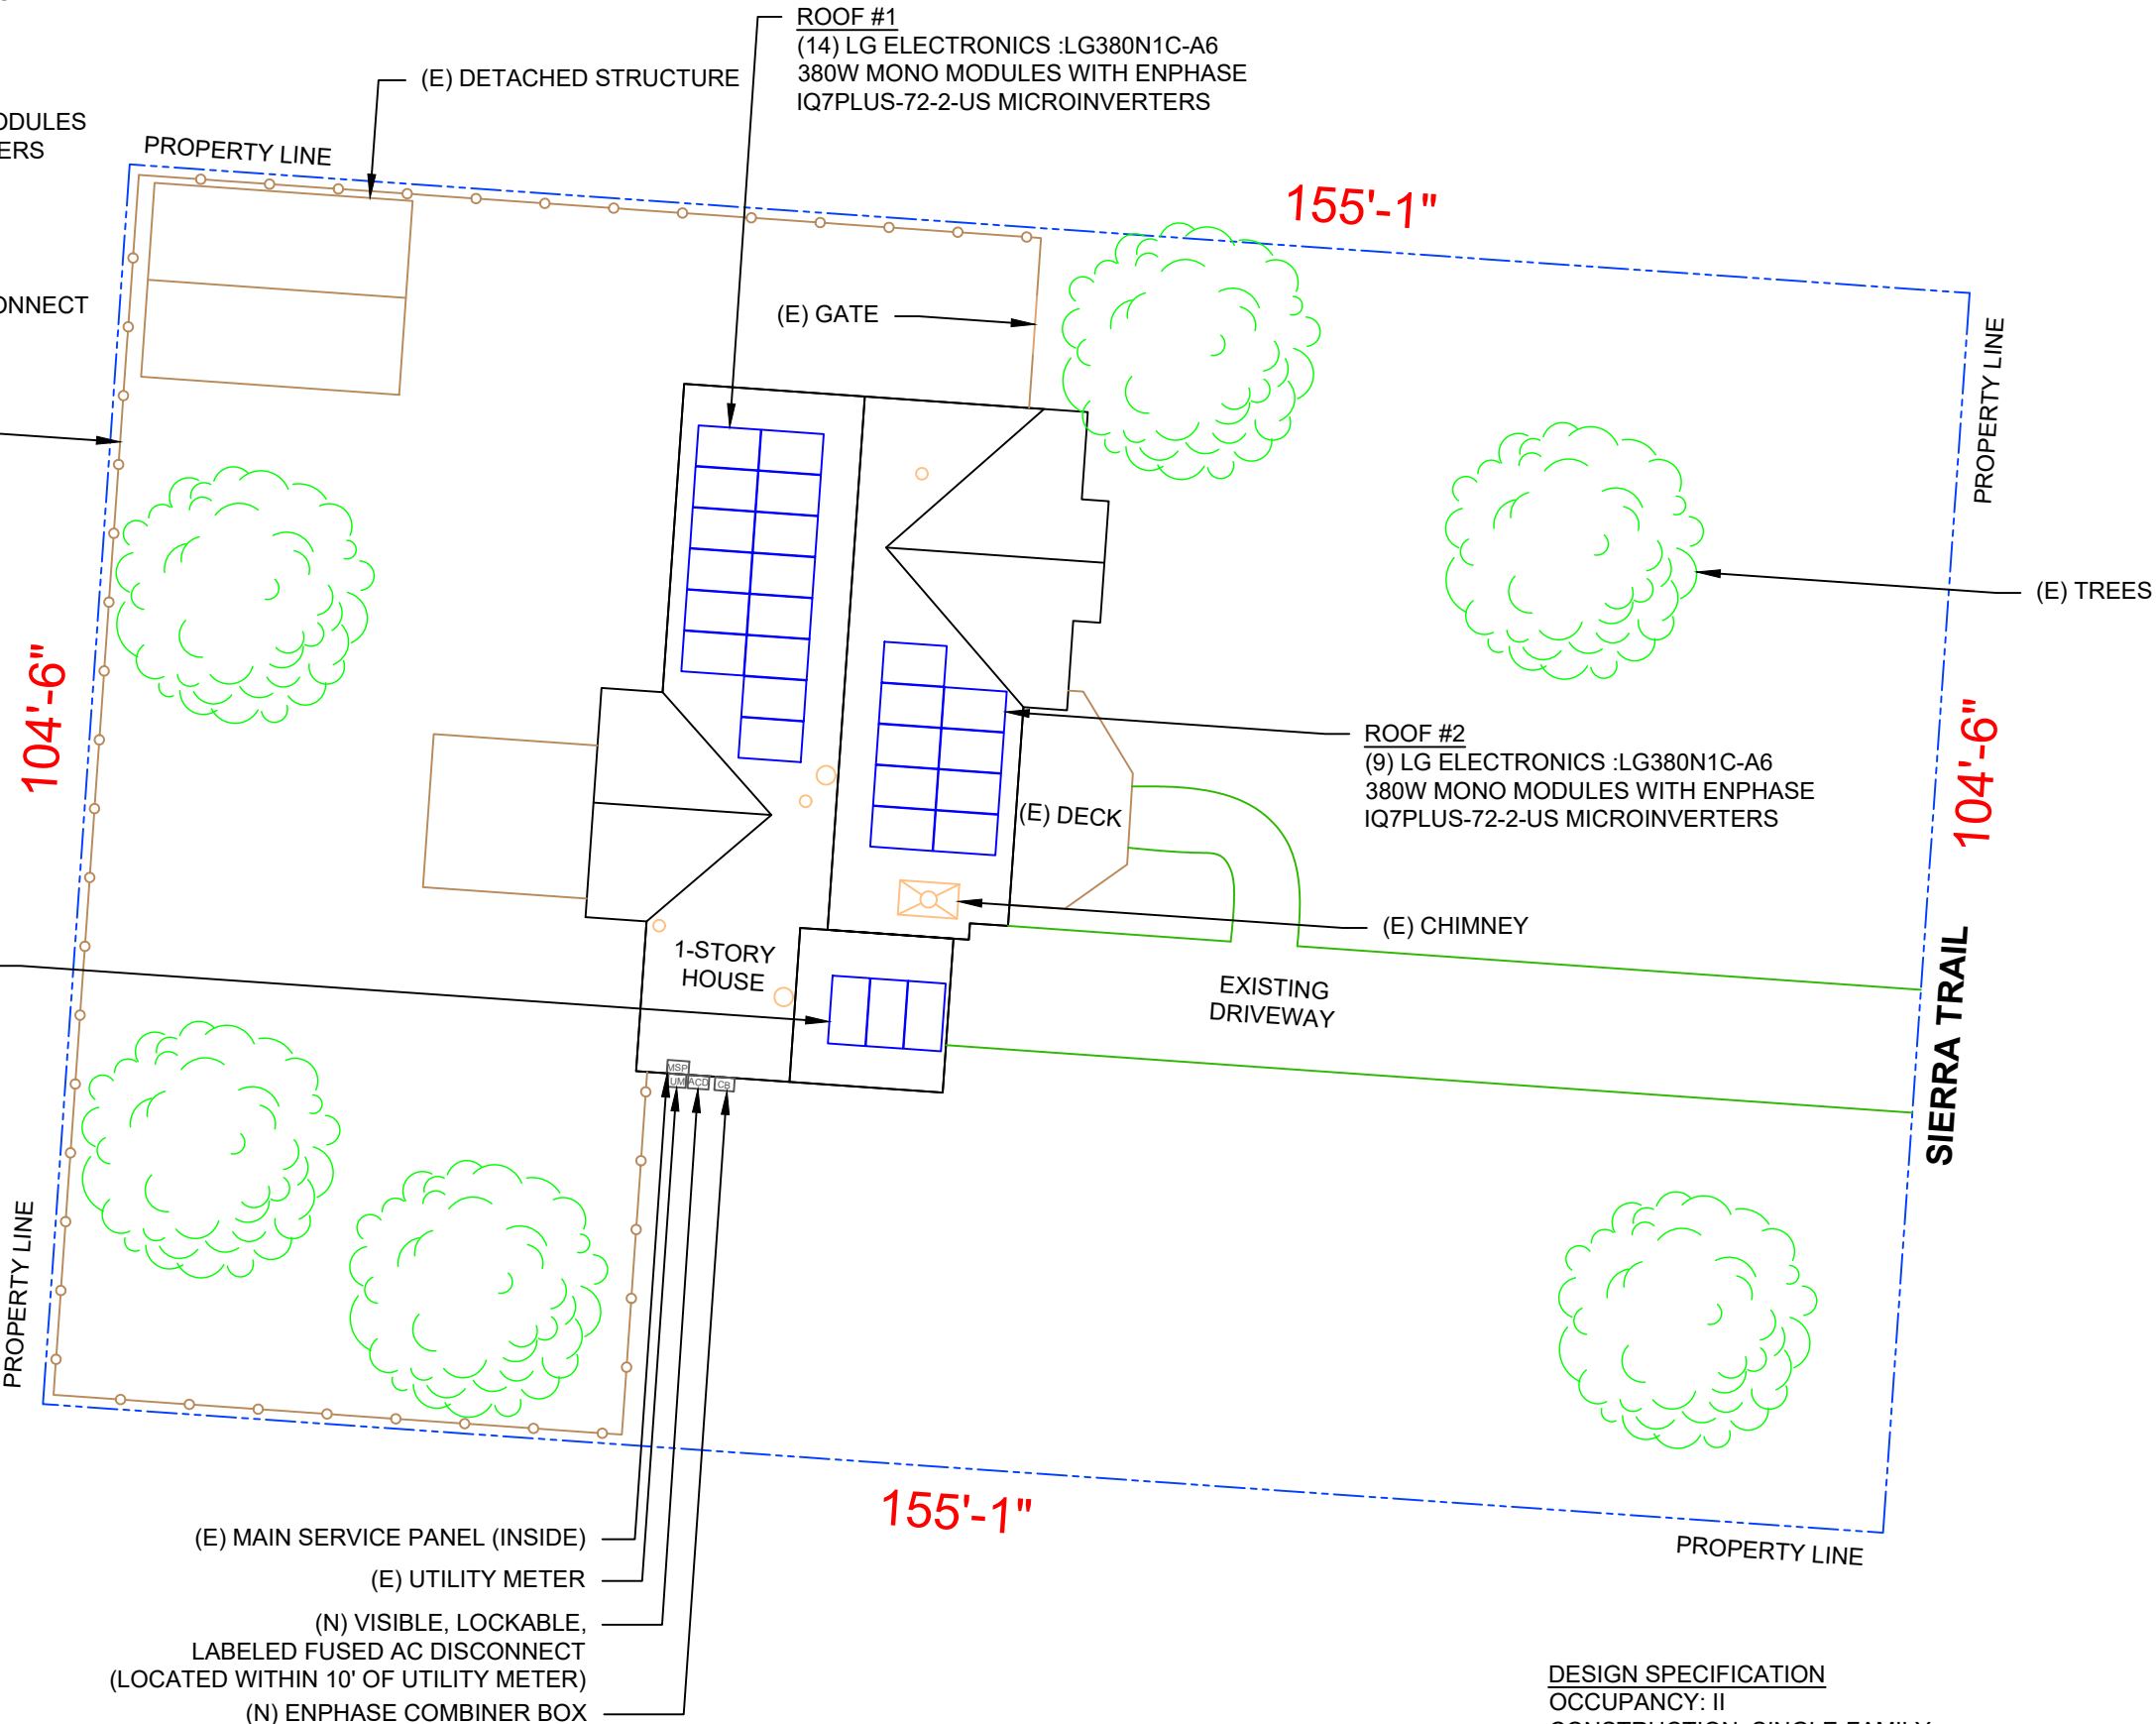 ROOF #1
(14) LG ELECTRONICS :LG380N1C-A6
380W MONO MODULES WITH ENPHASE
IQ7PLUS-72-2-US MICROINVERTERS
(E) DETACHED STRUCTURE
PROPERTY LINE
155'-1"
(E) GATE
PROPERTY LINE
(E) TREES
104'-6"
ROOF #2
(9) LG ELECTRONICS :LG380N1C-A6
380W MONO MODULES WITH ENPHASE
IQ7PLUS-72-2-US MICROINVERTERS
104'-6"
(E) DECK
(E) CHIMNEY
1-STORY
HOUSE
EXISTING
DRIVEWAY
SIERRA TRAIL
MSP
UM
ACD
CB
PROPERTY LINE
155'-1"
PROPERTY LINE
(E) MAIN SERVICE PANEL (INSIDE)
(E) UTILITY METER
(N) VISIBLE, LOCKABLE,
LABELED FUSED AC DISCONNECT
(LOCATED WITHIN 10' OF UTILITY METER)
(N) ENPHASE COMBINER BOX
DESIGN SPECIFICATION
OCCUPANCY: II
CONSTRUCTION: SINGLE-FAMILY